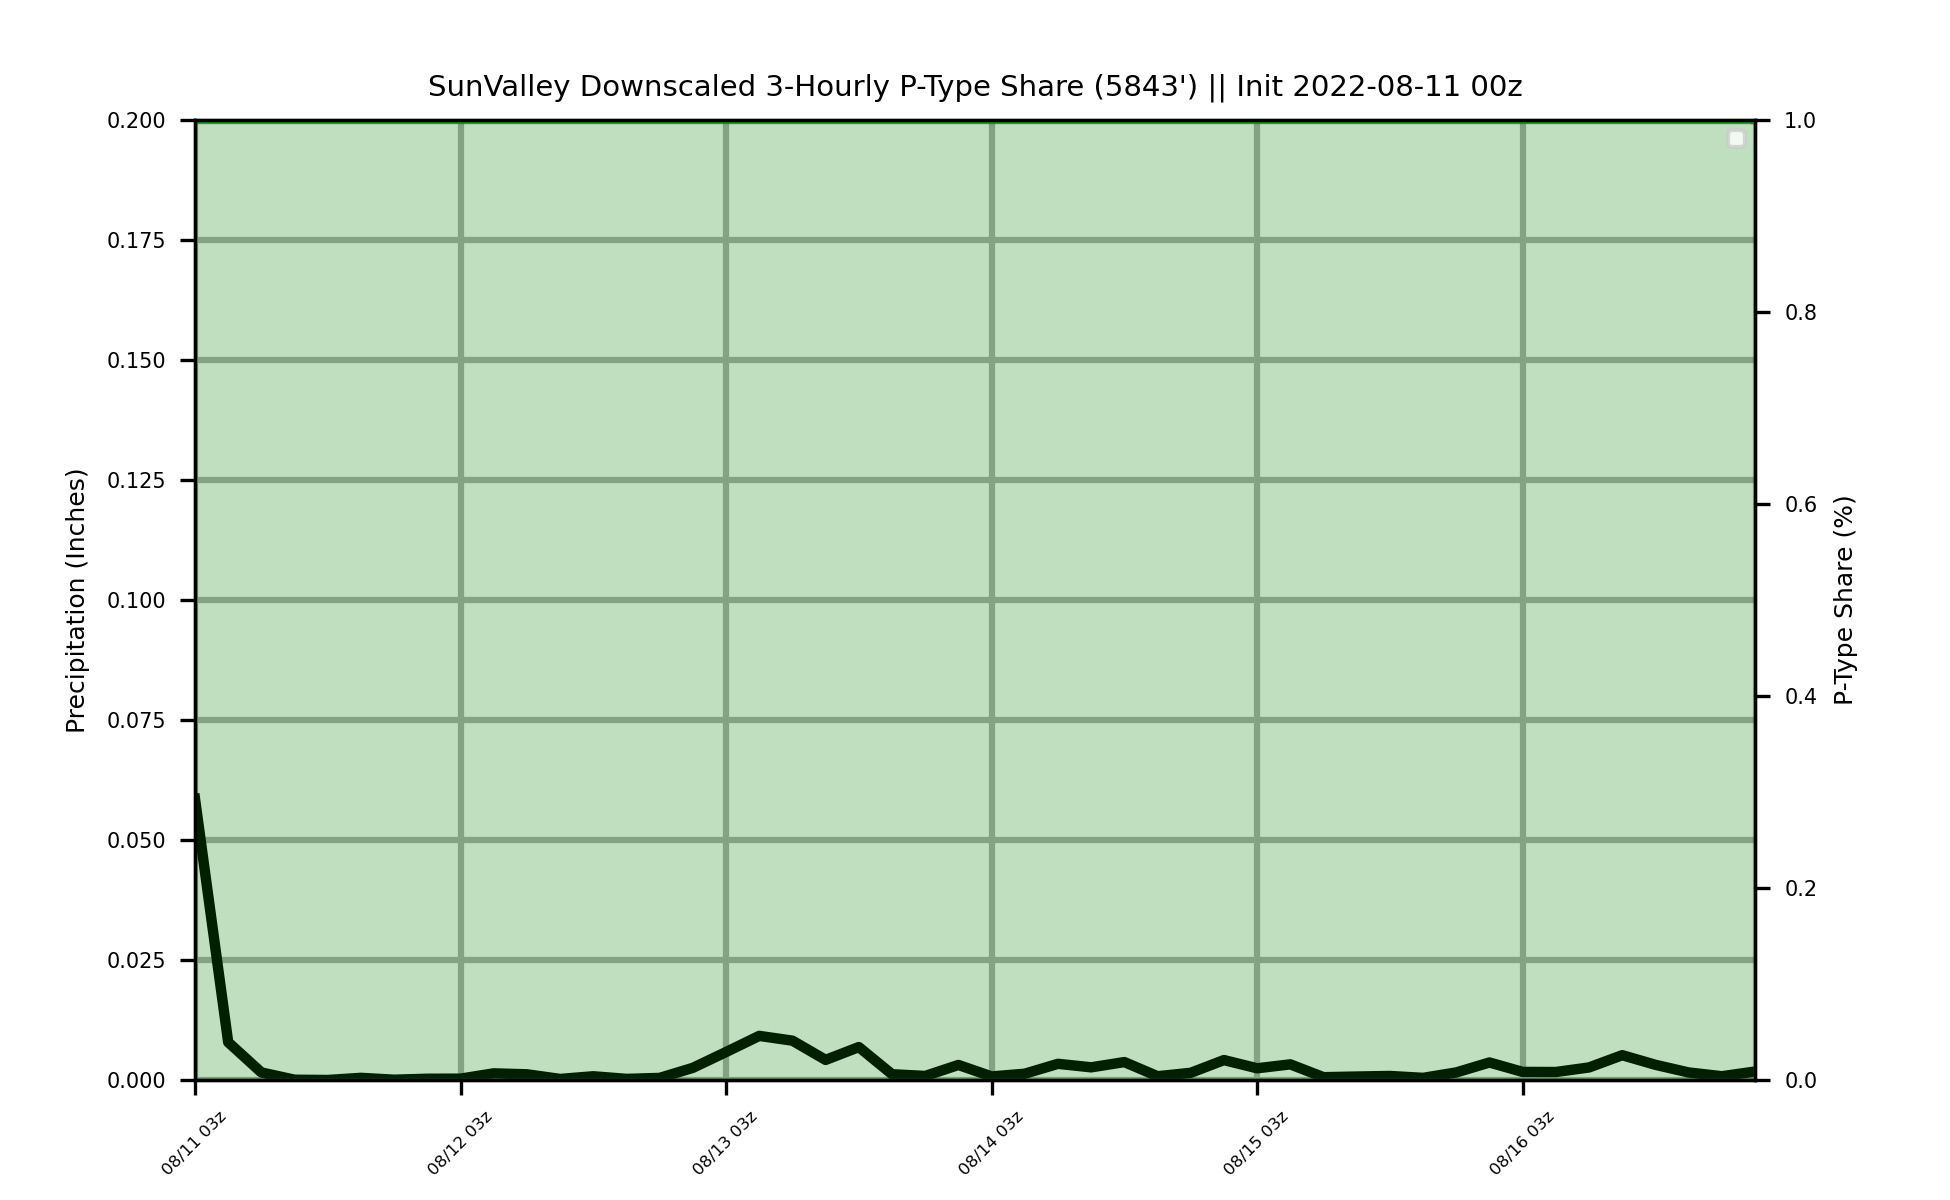 SunValley Downscaled 3-Hourly P-Type Share (5843') || Init 2022-08-11 00z
0.200
0.175
0.150
0.125
0.100
0.075
0.050
0.025
0.000
Precipitation (Inches)
1.0
0.8
0.6
0.4
0.2
0.0
P-Type Share (%)
08/11 03z
08/12 03z
08/13 03z
08/14 03z
08/15 03z
08/16 03z